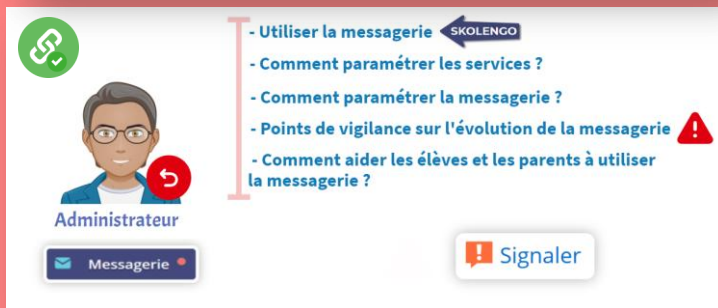 - Utiliser la messagerie SKOLENGO
- Comment paramétrer les services ?
- Comment paramétrer la messagerie ?
- Points de vigilance sur l'évolution de la messagerie
- Comment aider les élèves et les parents à utiliser
la messagerie ?
Administrateur
Messagerie
Signaler